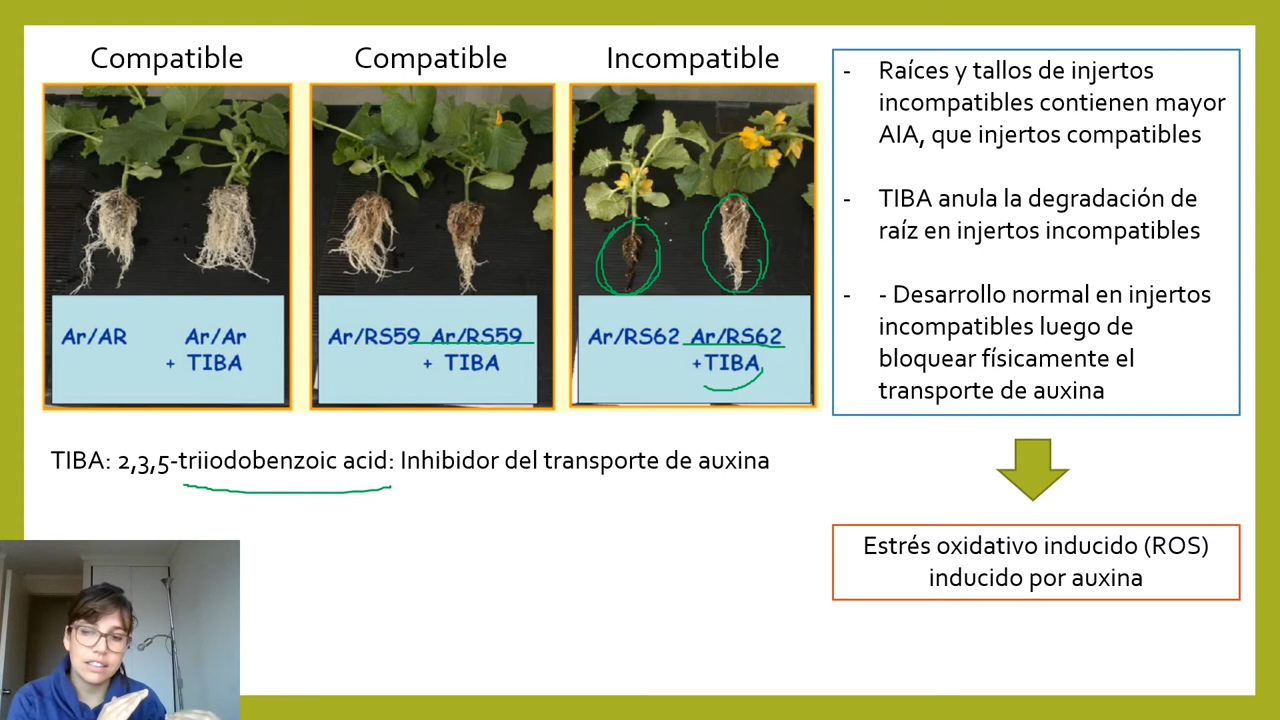 Compatible
Compatible
Incompatible
Ar/AR
Ar/Ar
+ TIBA
Ar/RS59
Ar/RS59
+ TIBA
Ar/RS62
Ar/RS62
+TIBA
TIBA: 2,3,5-triiodobenzoic acid: Inhibidor del transporte de auxina
- Raíces y tallos de injertos
incompatibles contienen mayor
AIA, que injertos compatibles
- TIBA anula la degradación de
raíz en injertos incompatibles
- - Desarrollo normal en injertos
incompatibles luego de
bloquear físicamente el
transporte de auxina
Estrés oxidativo inducido (ROS)
inducido por auxina